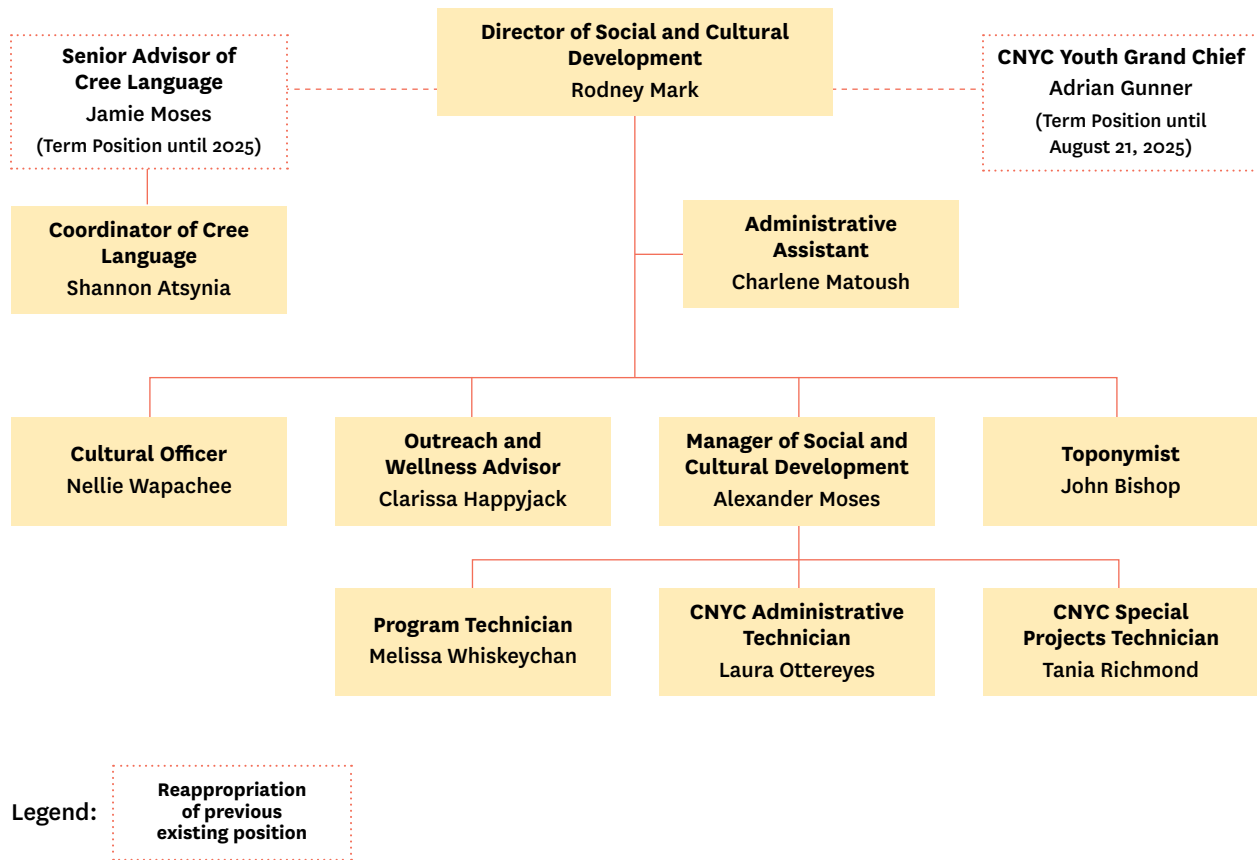 Director of Social and Cultural
Development
Rodney Mark
Senior Advisor of
Cree Language
Jamie Moses
(Term Position until 2025)
CNYC Youth Grand Chief
Adrian Gunner
(Term Position until
August 21, 2025)
Coordinator of Cree
Language
Shannon Atsynia
Administrative
Assistant
Charlene Matoush
Cultural Officer
Nellie Wapachee
Outreach and
Wellness Advisor
Clarissa Happyjack
Manager of Social and
Cultural Development
Alexander Moses
Toponymist
John Bishop
Program Technician
Melissa Whiskeychan
CNYC Administrative
Technician
Laura Ottereyes
CNYC Special
Projects Technician
Tania Richmond
Legend:
Reappropriation
of previous
existing position